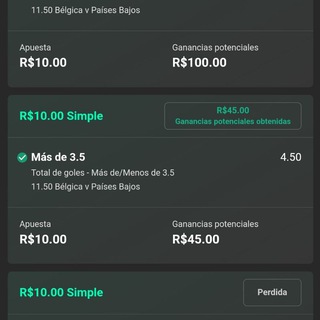 11.50 Bélgica v Países Bajos
Apuesta Ganancias potenciales
R$10.00 R$100.00
R$10.00 Simple R$45.00
Ganancias potenciales obtenidas
Más de 3.5 4.50
Total de goles - Más de/Menos de 3.5
11.50 Bélgica v Países Bajos
Apuesta Ganancias potenciales
R$10.00 R$45.00
R$10.00 Simple Perdida